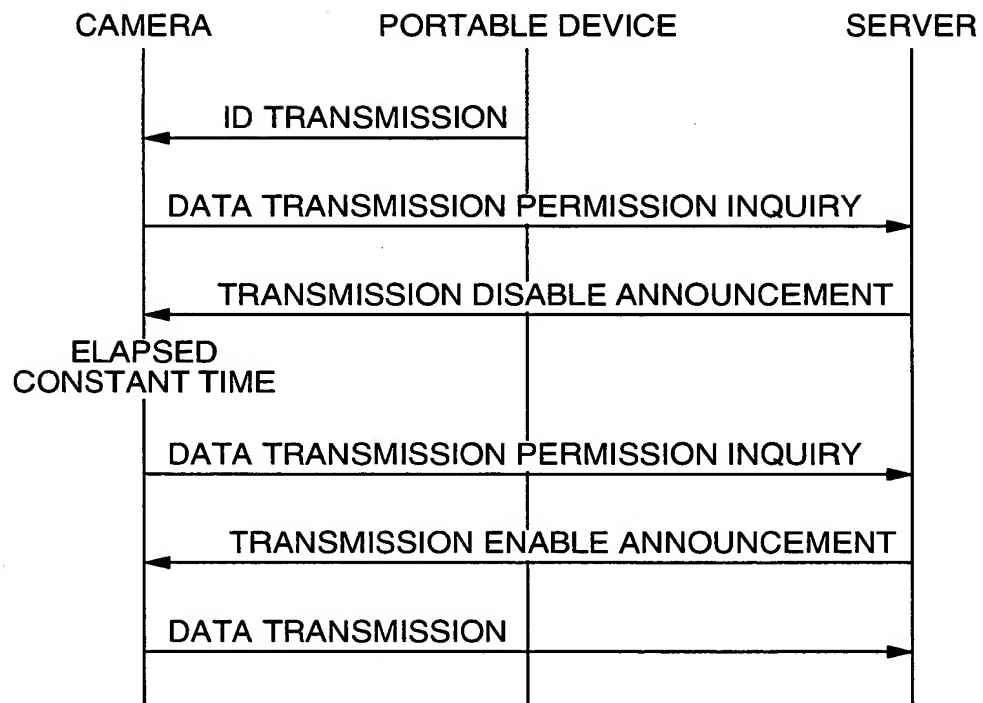 CAMERA PORTABLE DEVICE SERVER
ID TRANSMISSION
DATA TRANSMISSION PERMISSION INQUIRY
TRANSMISSION DISABLE ANNOUNCEMENT
ELAPSED
CONSTANT TIME
DATA TRANSMISSION PERMISSION INQUIRY
TRANSMISSION ENABLE ANNOUNCEMENT
DATA TRANSMISSION